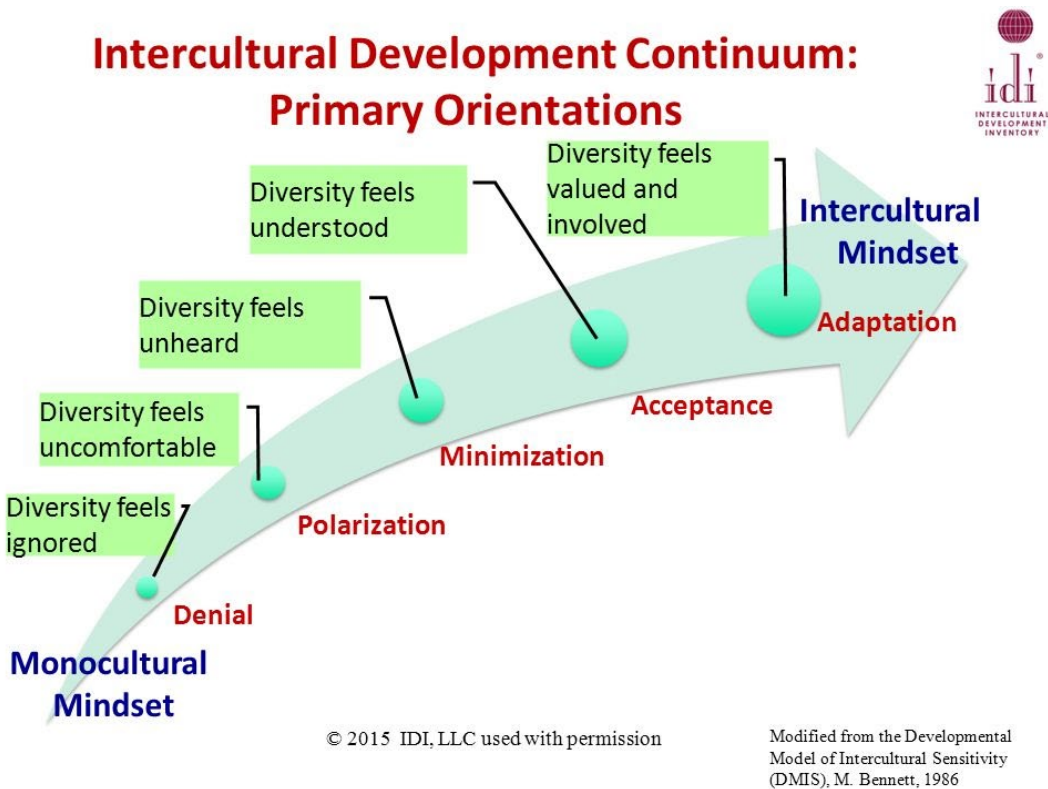 Intercultural Development Continuum:
Primary Orientations
idi
®
INTERCULTURAL
DEVELOPMENT
INVENTORY
Diversity feels
valued and
involved
Diversity feels
understood
Intercultural
Mindset
Adaptation
Diversity feels
unheard
Acceptance
Diversity feels
uncomfortable
Minimization
Diversity feels
ignored
Polarization
Denial
Monocultural
Mindset
© 2015 IDI, LLC used with permission
Modified from the Developmental
Model of Intercultural Sensitivity
(DMIS), M. Bennett, 1986